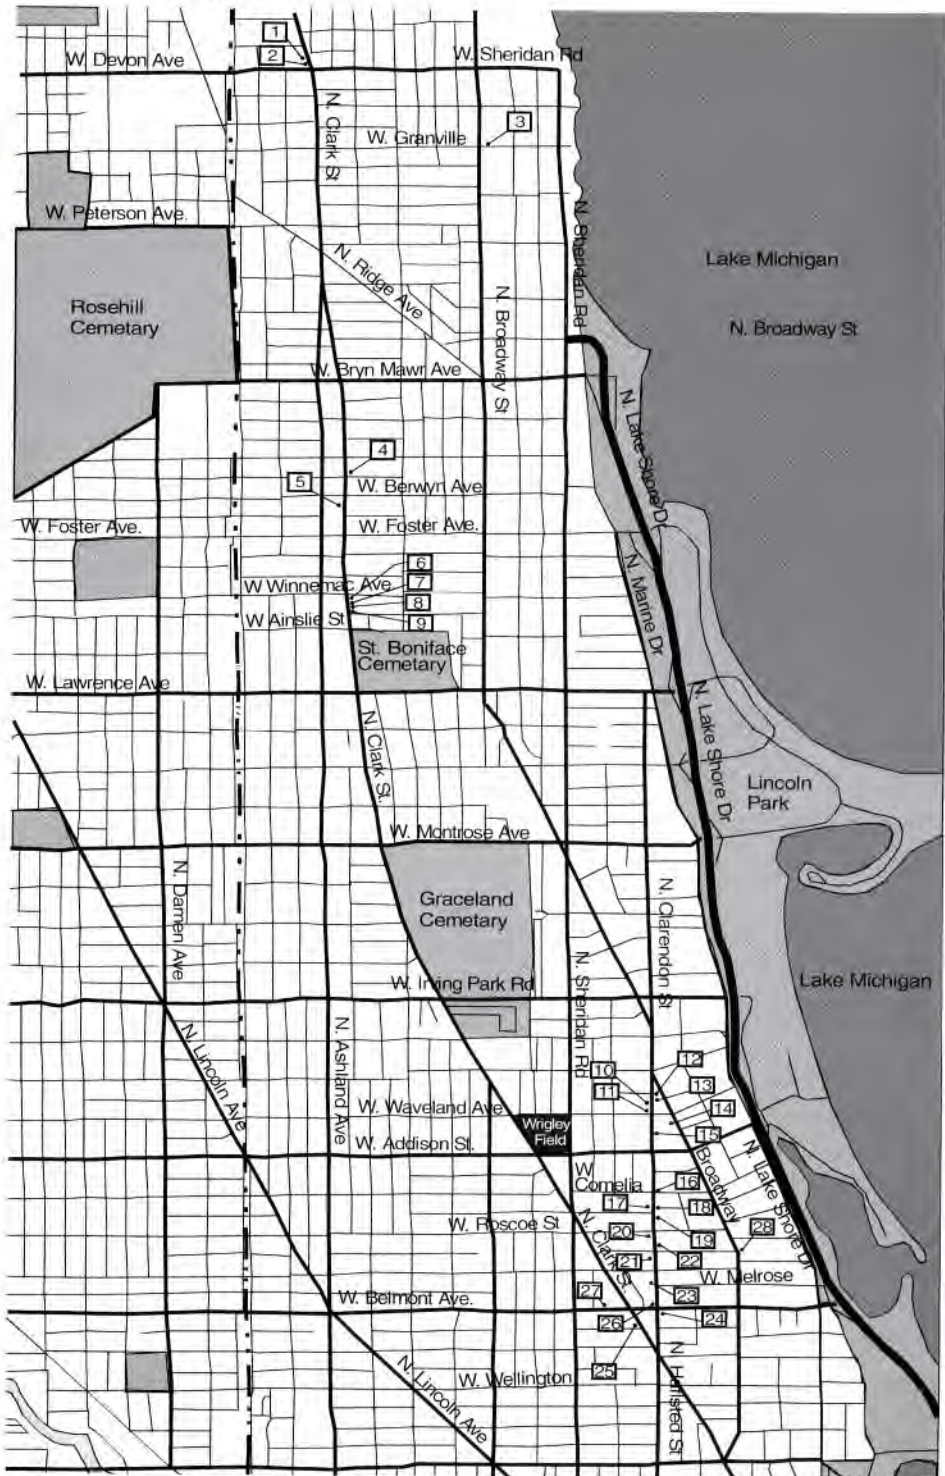 1
2
W. Devon Ave
W. Sheridan Rd
3
N. Clark St
W. Granville
W. Peterson Ave.
N. Sheridan Rd
N. Ridge Ave
Lake Michigan
Rosehill
Cemetary
N. Broadway St
N. Broadway St
W. Bryn Mawr Ave
N. Lake Shore Dr
4
5
W. Berwyn Ave
W. Foster Ave.
W. Foster Ave.
6
7
8
9
W Winnemac Ave
W Ainslie St
N. Marine Dr
St. Boniface
Cemetary
W. Lawrence Ave
N. Clark St.
N. Lake Shore Dr
Lincoln
Park
W. Montrose Ave
N. Damen Ave
Graceland
Cemetery
N. Clarendon St
W. Irving Park Rd
Lake Michigan
N. Sheridan Rd
N. Lincoln Ave
N. Ashland Ave
10
11
12
13
14
15
W. Waveland Ave
Wrigley
Field
W. Addison St.
Broadway
N. Lake Shore Dr
W
Cornelia
16
17
18
W. Roscoe St
N. Clark St
19
20
28
21
22
W. Melrose
27
23
W. Belmont Ave.
26
24
25
N. Lincoln Ave
W. Wellington
N. Halsted St